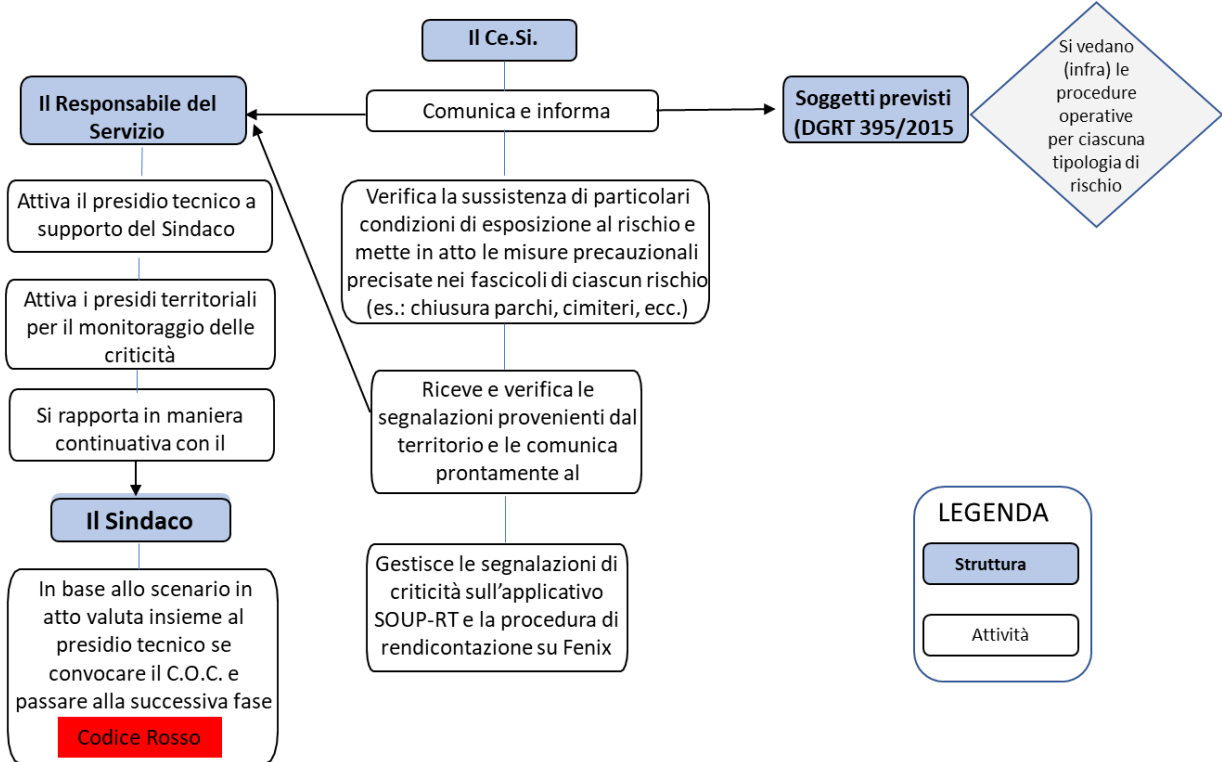 Il Ce.Si.
Il Responsabile del
Servizio
Comunica e informa
Soggetti previsti
(DGRT 395/2015
Si vedano
(infra) le
procedure
operative
per ciascuna
tipologia di
rischio
Attiva il presidio tecnico a
supporto del Sindaco
Attiva i presidi territoriali
per il monitoraggio delle
criticità
Si rapporta in maniera
continuativa con il
Il Sindaco
In base allo scenario in
atto valuta insieme al
presidio tecnico se
convocare il C.O.C. e
passare alla successiva fase
Codice Rosso
Verifica la sussistenza di particolari
condizioni di esposizione al rischio e
mette in atto le misure precauzionali
precisate nei fascicoli di ciascun rischio
(es.: chiusura parchi, cimiteri, ecc.)
Riceve e verifica le
segnalazioni provenienti dal
territorio e le comunica
prontamente al
Gestisce le segnalazioni di
criticità sull’applicativo
SOUP-RT e la procedura di
rendicontazione su Fenix
LEGENDA
Struttura
Attività